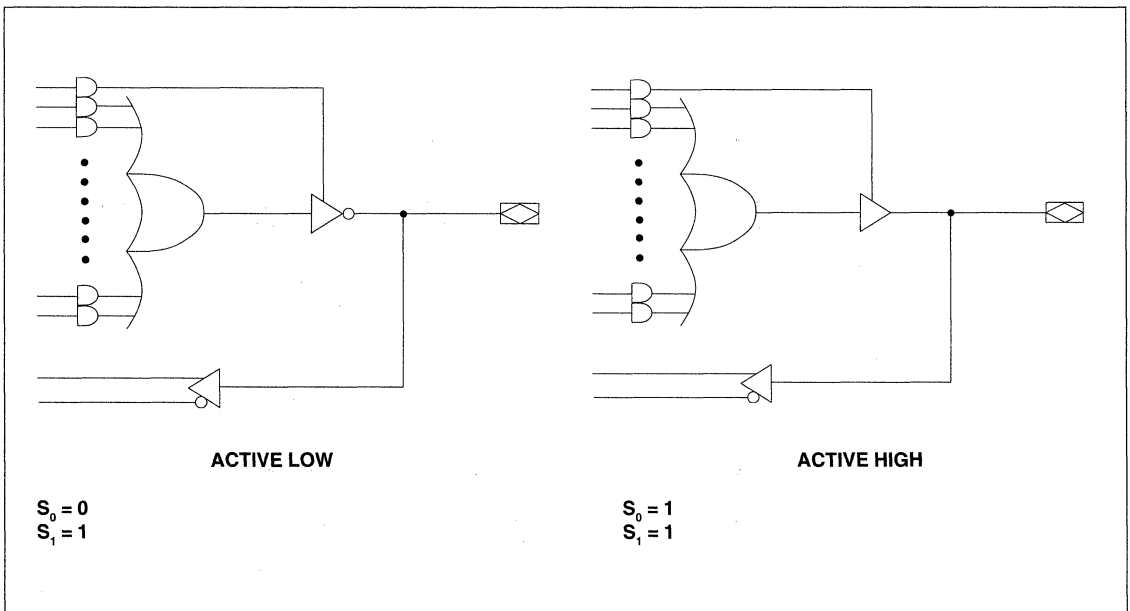 ACTIVE LOW
S₀ = 0
S₁ = 1
ACTIVE HIGH
S₀ = 1
S₁ = 1